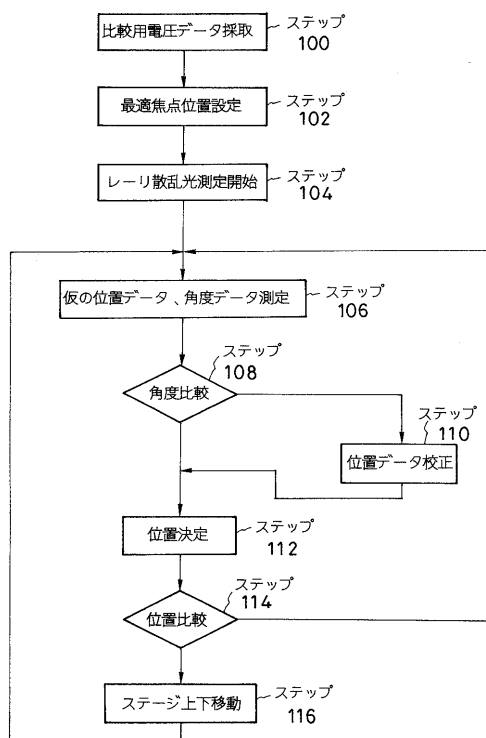 比較用電圧データ採取
ステップ
100
最適焦点位置設定
ステップ
102
レーリ散乱光測定開始
ステップ
104
仮の位置データ、角度データ測定
ステップ
106
ステップ
108
角度比較
ステップ
110
位置データ校正
位置決定
ステップ
112
ステップ
114
位置比較
ステージ上下移動
ステップ
116